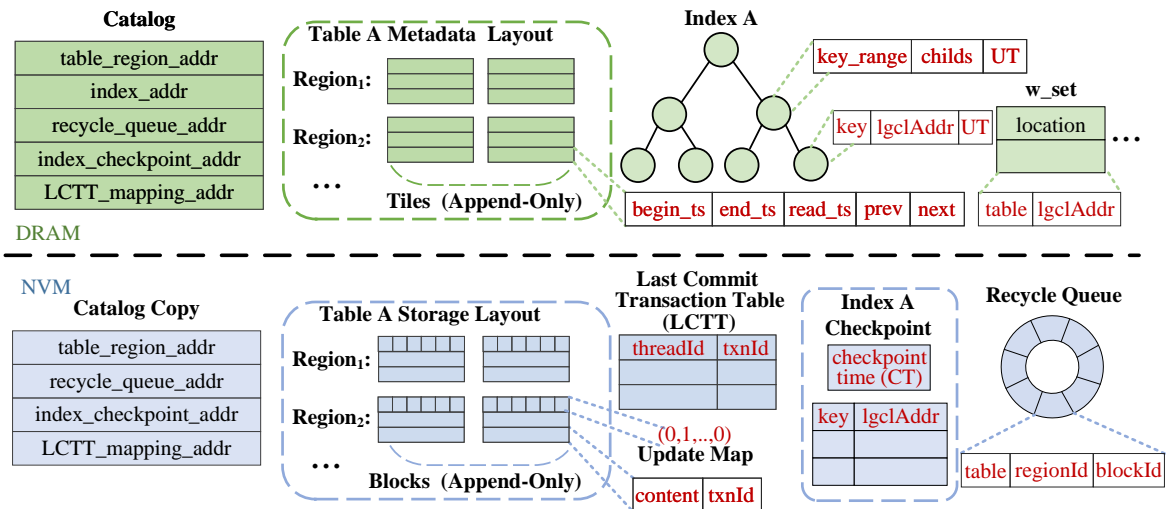 Catalog
table_region_addr
index_addr
recycle_queue_addr
index_checkpoint_addr
LCTT_mapping_addr
DRAM
Table A Metadata Layout
Region1:
Region2:
...
Tiles (Append-Only)
begin_ts end_ts read_ts prev next
Index A
key_range childs UT
key lgclAddr UT
w_set
location
...
table lgclAddr
NVM
Catalog Copy
table_region_addr
recycle_queue_addr
index_checkpoint_addr
LCTT_mapping_addr
Table A Storage Layout
Region1:
Region2:
...
Blocks (Append-Only)
Last Commit
Transaction Table
(LCTT)
threadId txnId
(0,1,..,0)
Update Map
content txnId
Index A
Checkpoint
checkpoint
time (CT)
key lgclAddr
Recycle Queue
table regionId blockId